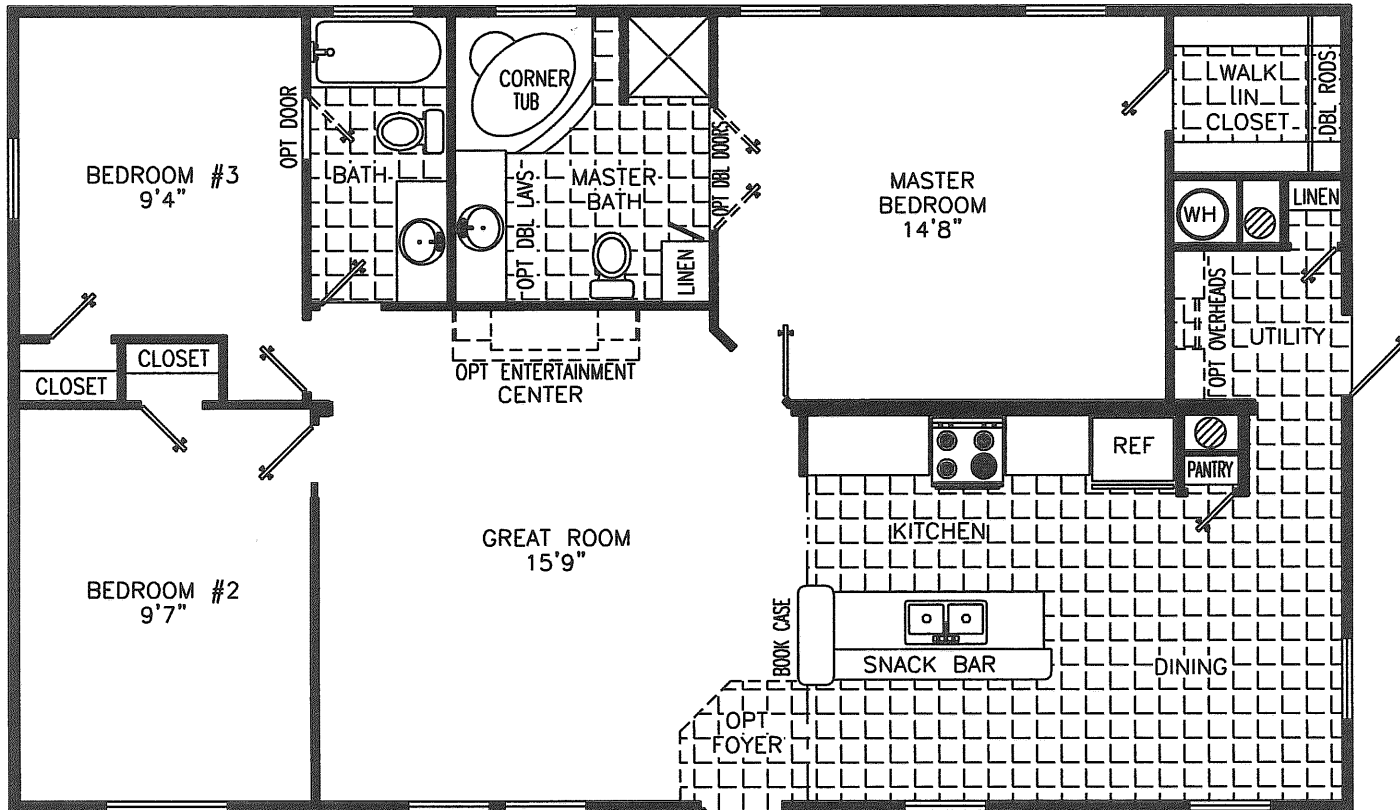 BEDROOM #3
9'4"
OPT DOOR
BATH
CORNER
TUB
OPT DBL LAVS
MASTER
BATH
LINEN
OPT DBL DOORS
MASTER
BEDROOM
14'8"
WALK
IN
CLOSET
DBL RODS
WH
LINEN
OPT OVERHEADS
UTILITY
CLOSET
CLOSET
OPT ENTERTAINMENT
CENTER
REF
PANTRY
KITCHEN
GREAT ROOM
15'9"
BEDROOM #2
9'7"
BOOK CASE
SNACK BAR
DINING
OPT
FOYER